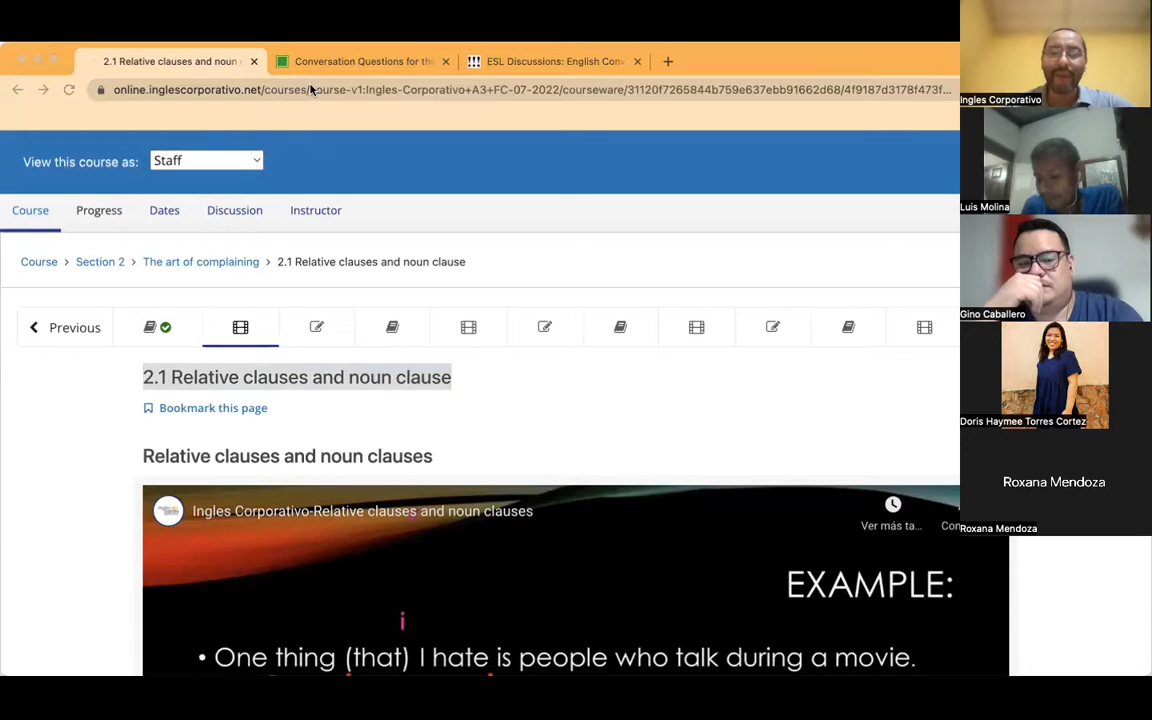 2.1 Relative clauses and noun
Conversation Questions for the
ESL Discussions: English Conv
online.inglescorporativo.net/courses/course-v1:Ingles-Corporativo+A3+FC-07-2022/courseware/31120f7265844b759e637ebb91662d68/4f9187d3178f473f...
View this course as:
Staff
Course
Progress
Dates
Discussion
Instructor
Course > Section 2 > The art of complaining > 2.1 Relative clauses and noun clause
Previous
2.1 Relative clauses and noun clause
Bookmark this page
Relative clauses and noun clauses
Ingles Corporativo-Relative clauses and noun clauses
Ver más ta...
EXAMPLE:
i
• One thing (that) I hate is people who talk during a movie.
Ingles Corporativo
Luis Molina
Gino Caballero
Doris Haymee Torres Cortez
Roxana Mendoza
Roxana Mendoza